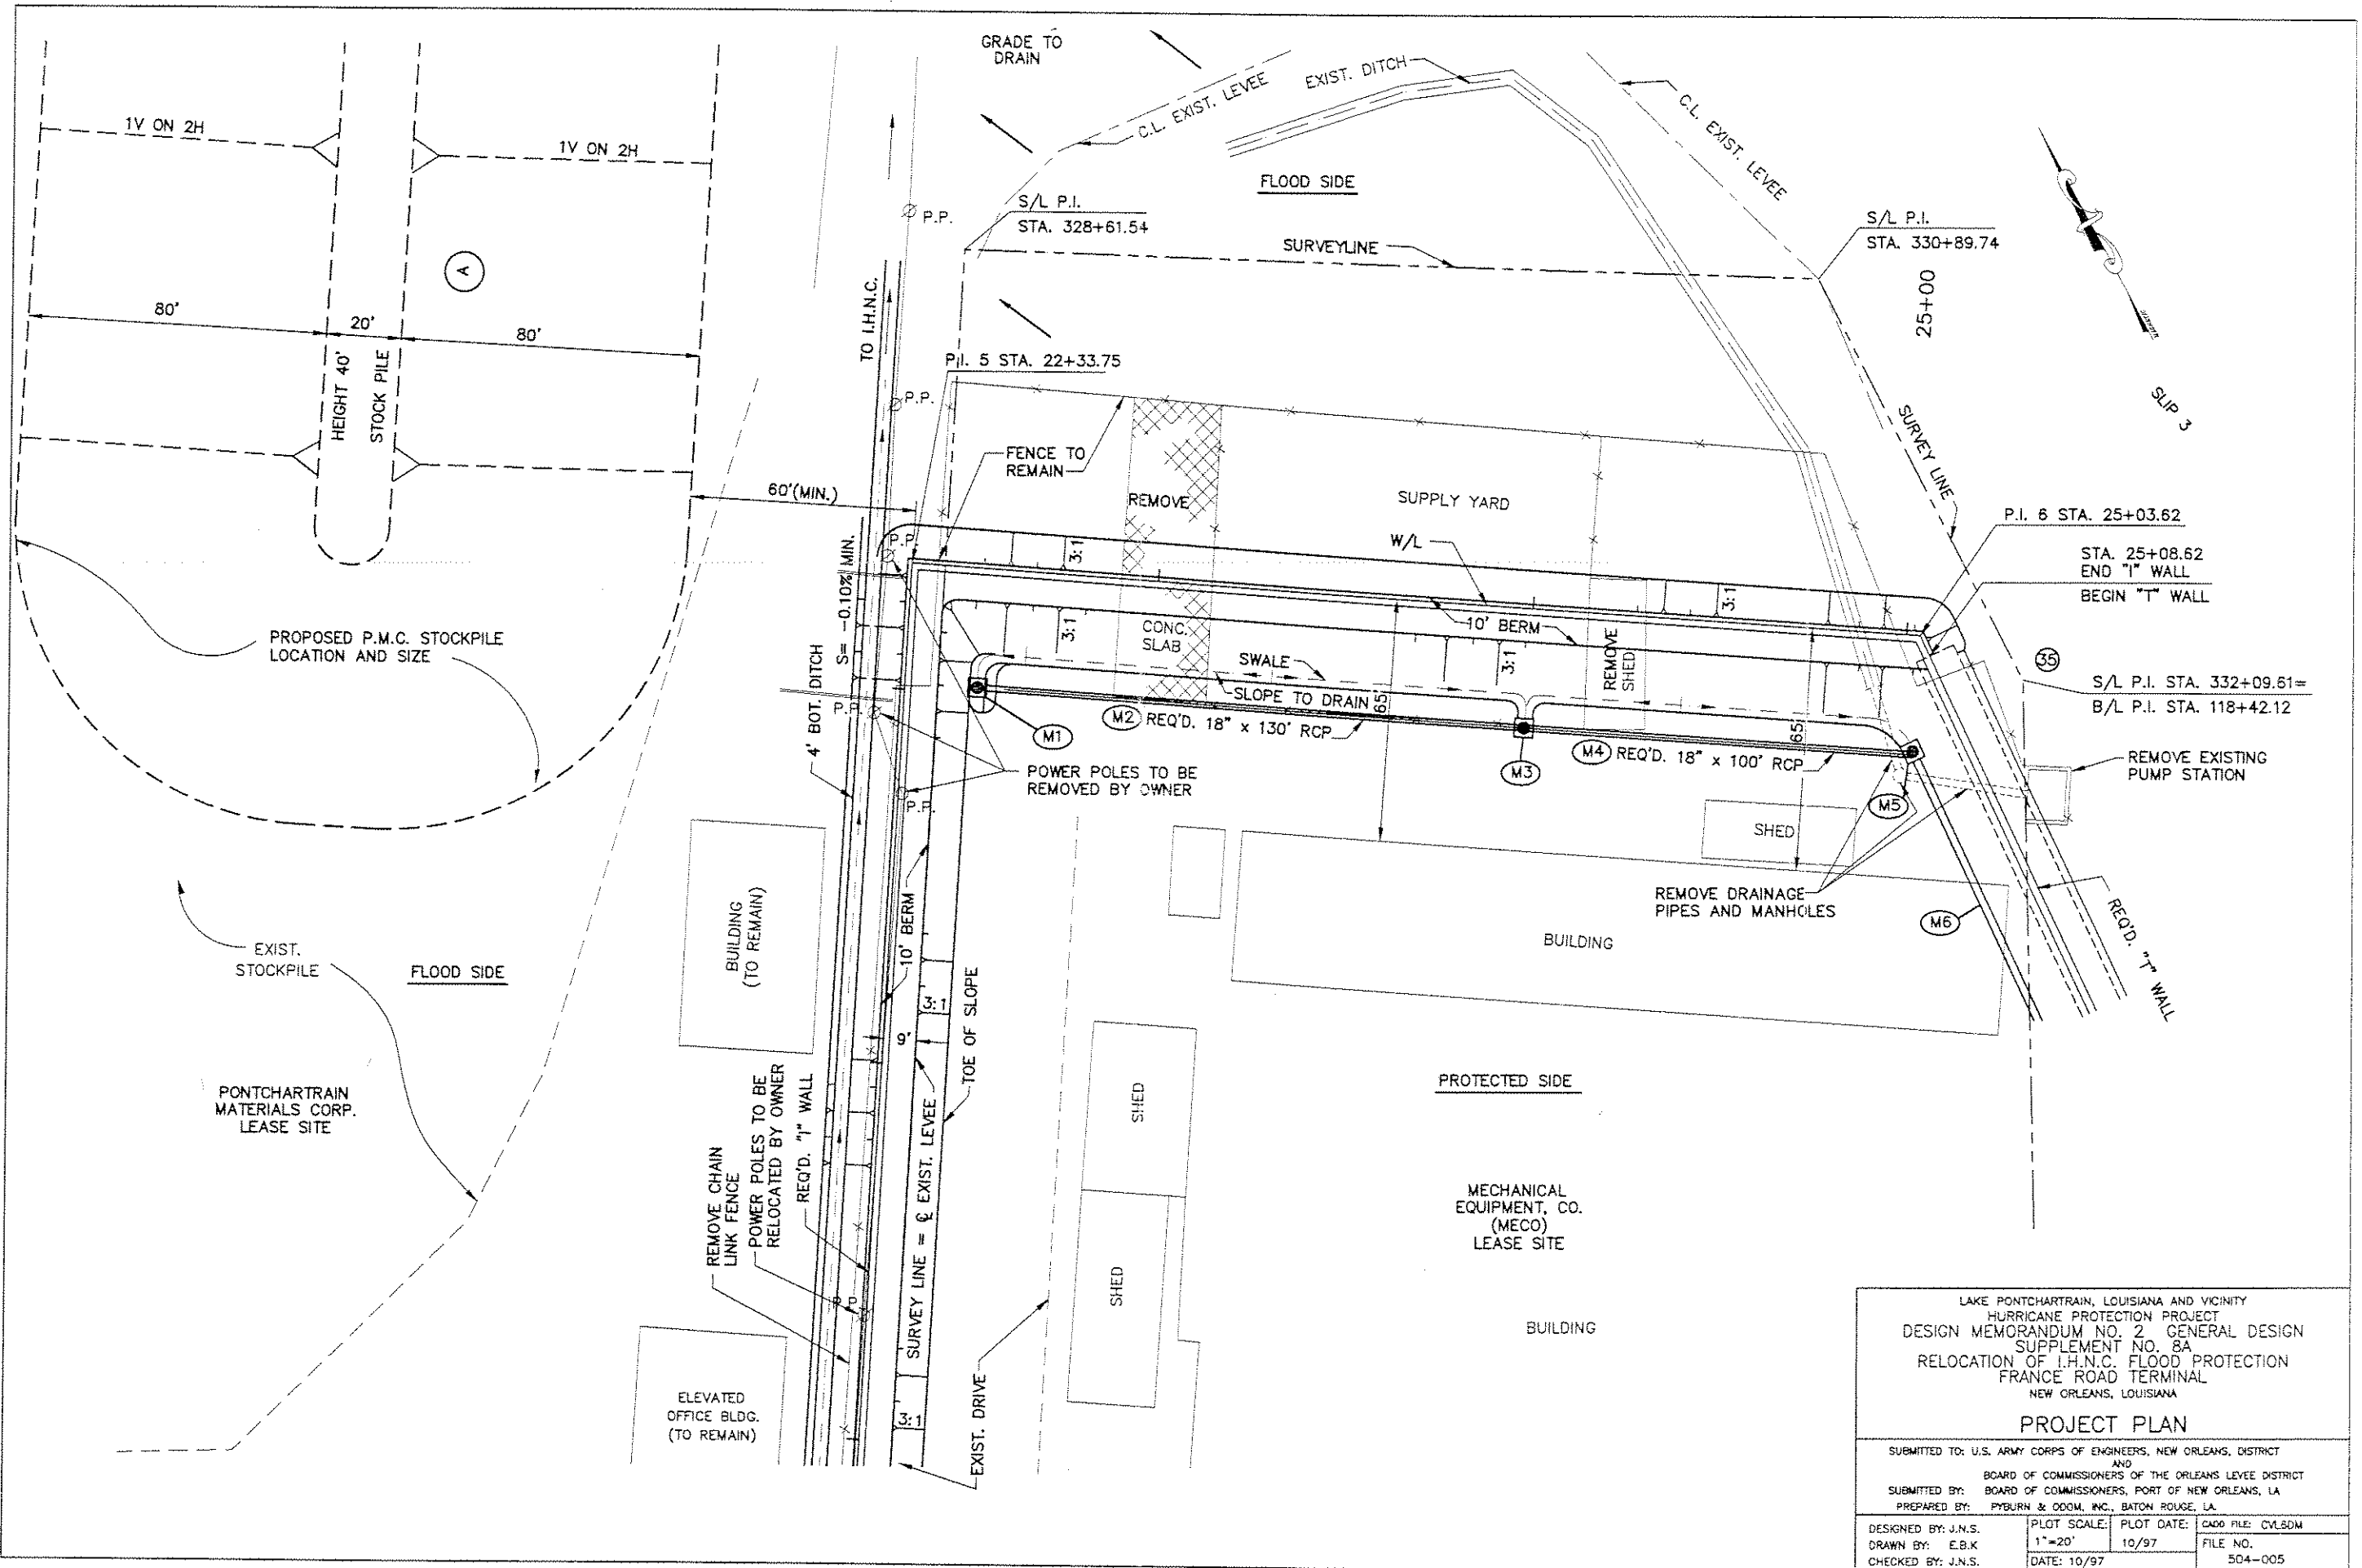 GRADE TO
DRAIN
C.L. EXIST. LEVEE
EXIST. DITCH
C.L. EXIST. LEVEE
1V ON 2H
1V ON 2H
FLOOD SIDE
P.P.
S/L P.I.
STA. 328+61.54
SURVEYLINE
S/L P.I.
STA. 330+89.74
25+00
A
80'
20'
80'
HEIGHT 40'
STOCK PILE
TO I.H.N.C.
P.I. 5 STA. 22+33.75
P.P.
SLIP 3
SURVEY LINE
FENCE TO
REMAIN
REMOVE
SUPPLY YARD
60'(MIN.)
W/L
P.I. 6 STA. 25+03.62
STA. 25+08.62
END "I" WALL
BEGIN "T" WALL
P.P.
3:1
3:1
S= -0.10% MIN.
PROPOSED P.M.C. STOCKPILE
LOCATION AND SIZE
3:1
CONC.
SLAB
10' BERM
SWALE
SLOPE TO DRAIN
3:1
REMOVE
SHED
35
S/L P.I. STA. 332+09.61=
B/L P.I. STA. 118+42.12
4' BOT. DITCH
P.P.
M1
M2 REQ'D. 18" x 130' RCP
65'
M3
M4 REQ'D. 18" x 100' RCP
65'
M5
REMOVE EXISTING
PUMP STATION
POWER POLES TO BE
REMOVED BY OWNER
P.P.
SHED
REMOVE DRAINAGE
PIPES AND MANHOLES
M6
REQ'D. "T" WALL
BUILDING
(TO REMAIN)
10' BERM
BUILDING
EXIST.
STOCKPILE
FLOOD SIDE
3:1
9'
TOE OF SLOPE
PROTECTED SIDE
PONTCHARTRAIN
MATERIALS CORP.
LEASE SITE
SHED
REMOVE CHAIN
LINK FENCE
POWER POLES TO BE
RELOCATED BY OWNER
REQ'D. "I" WALL
SURVEY LINE = ℄ EXIST. LEVEE
MECHANICAL
EQUIPMENT, CO.
(MECO)
LEASE SITE
SHED
P.P.
BUILDING
ELEVATED
OFFICE BLDG.
(TO REMAIN)
3:1
EXIST. DRIVE
LAKE PONTCHARTRAIN, LOUISIANA AND VICINITY
HURRICANE PROTECTION PROJECT
DESIGN MEMORANDUM NO. 2 GENERAL DESIGN
SUPPLEMENT NO. 8A
RELOCATION OF I.H.N.C. FLOOD PROTECTION
FRANCE ROAD TERMINAL
NEW ORLEANS, LOUISIANA
PROJECT PLAN
SUBMITTED TO: U.S. ARMY CORPS OF ENGINEERS, NEW ORLEANS, DISTRICT
AND
BOARD OF COMMISSIONERS OF THE ORLEANS LEVEE DISTRICT
SUBMITTED BY: BOARD OF COMMISSIONERS, PORT OF NEW ORLEANS, LA
PREPARED BY: PYBURN & ODOM, INC., BATON ROUGE, LA.
DESIGNED BY: J.N.S.
DRAWN BY: E.B.K
CHECKED BY: J.N.S.
PLOT SCALE:
1"=20'
PLOT DATE:
10/97
DATE: 10/97
CADD FILE: CVL6DM
FILE NO.
504-005